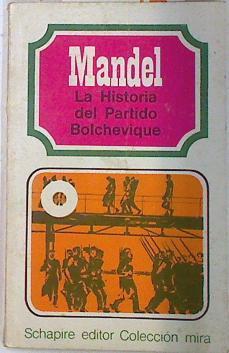 Mandel
La Historia
del Partido
Bolchevique
Schapire editor Colección mira